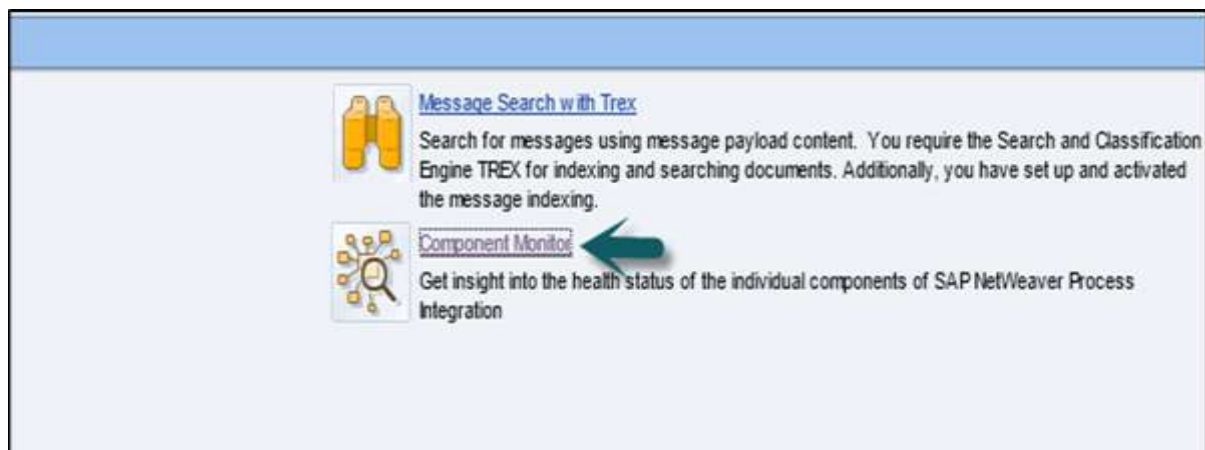 Message Search with Trex
Search for messages using message payload content. You require the Search and Classification
Engine TREX for indexing and searching documents. Additionally, you have set up and activated
the message indexing.
Component Monitor
Get insight into the health status of the individual components of SAP NetWeaver Process
Integration